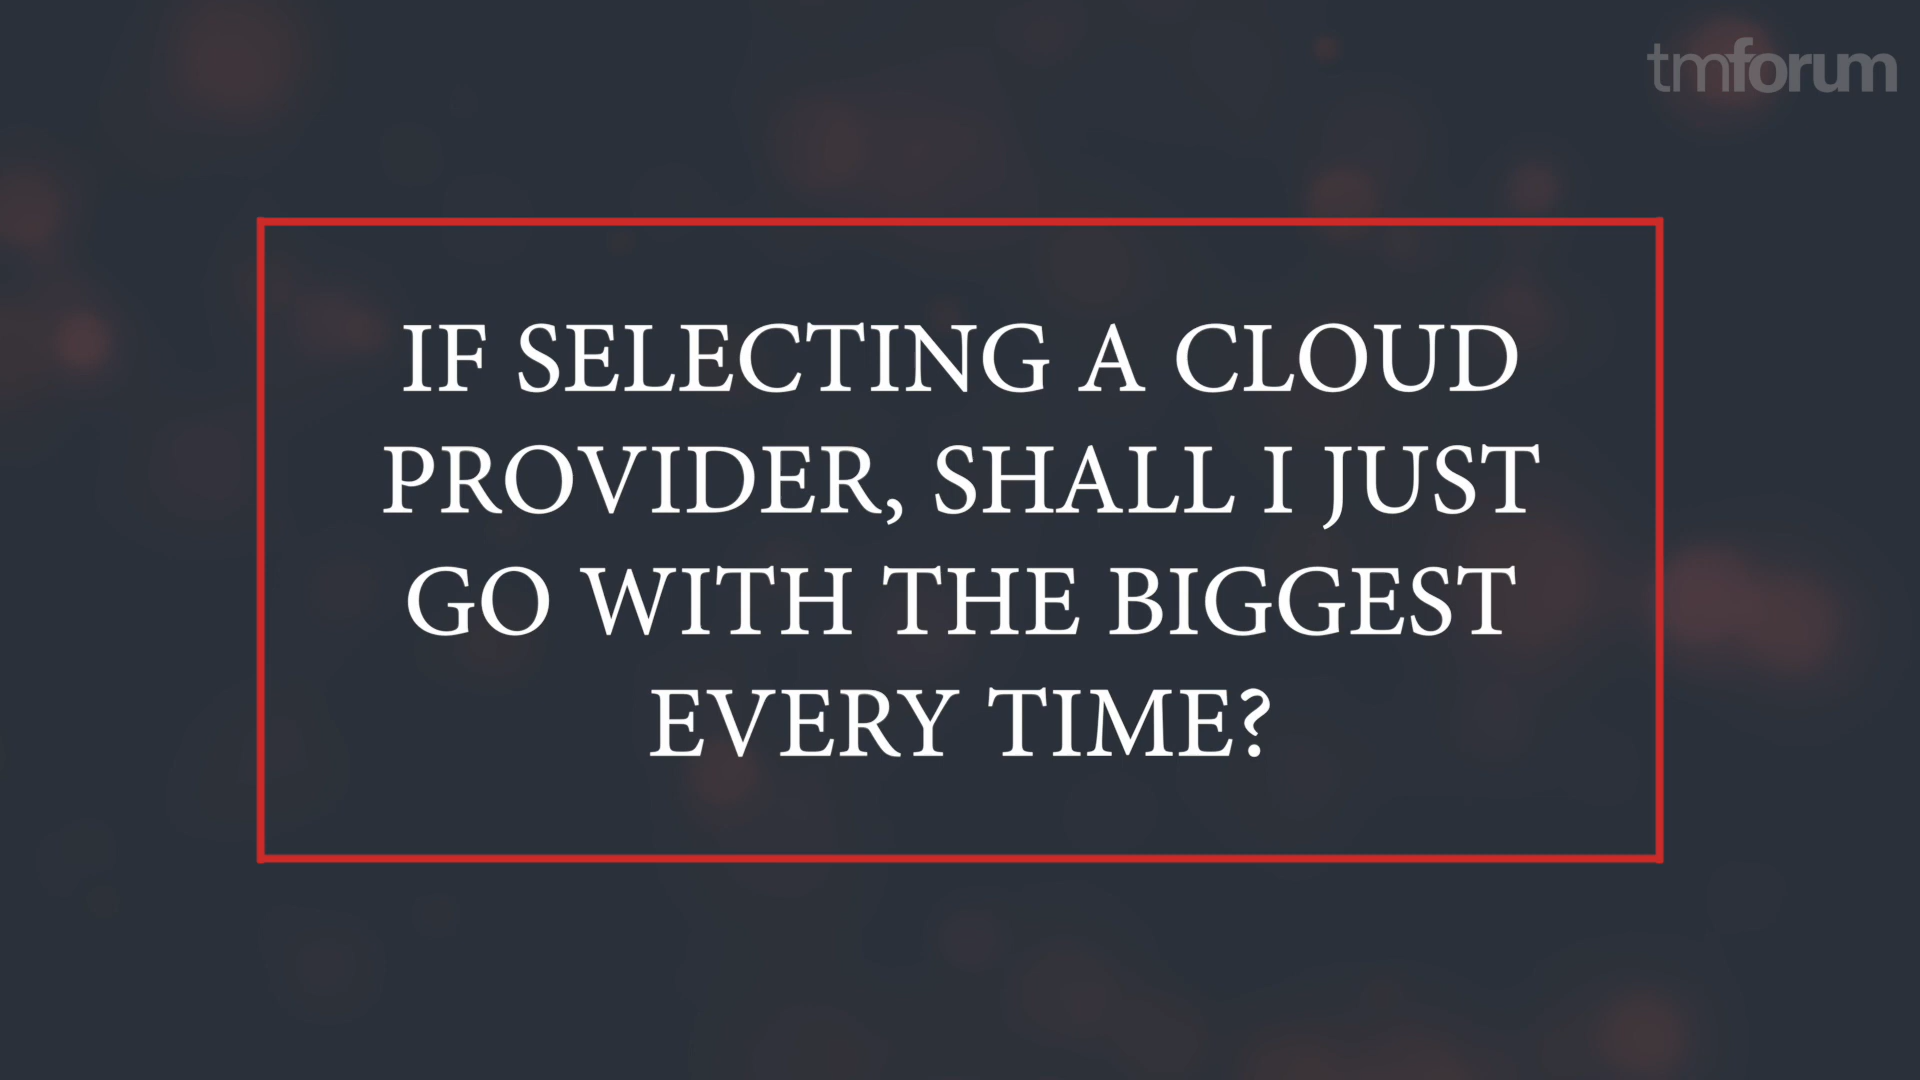 tmforum
IF SELECTING A CLOUD
PROVIDER, SHALL I JUST
GO WITH THE BIGGEST
EVERY TIME?